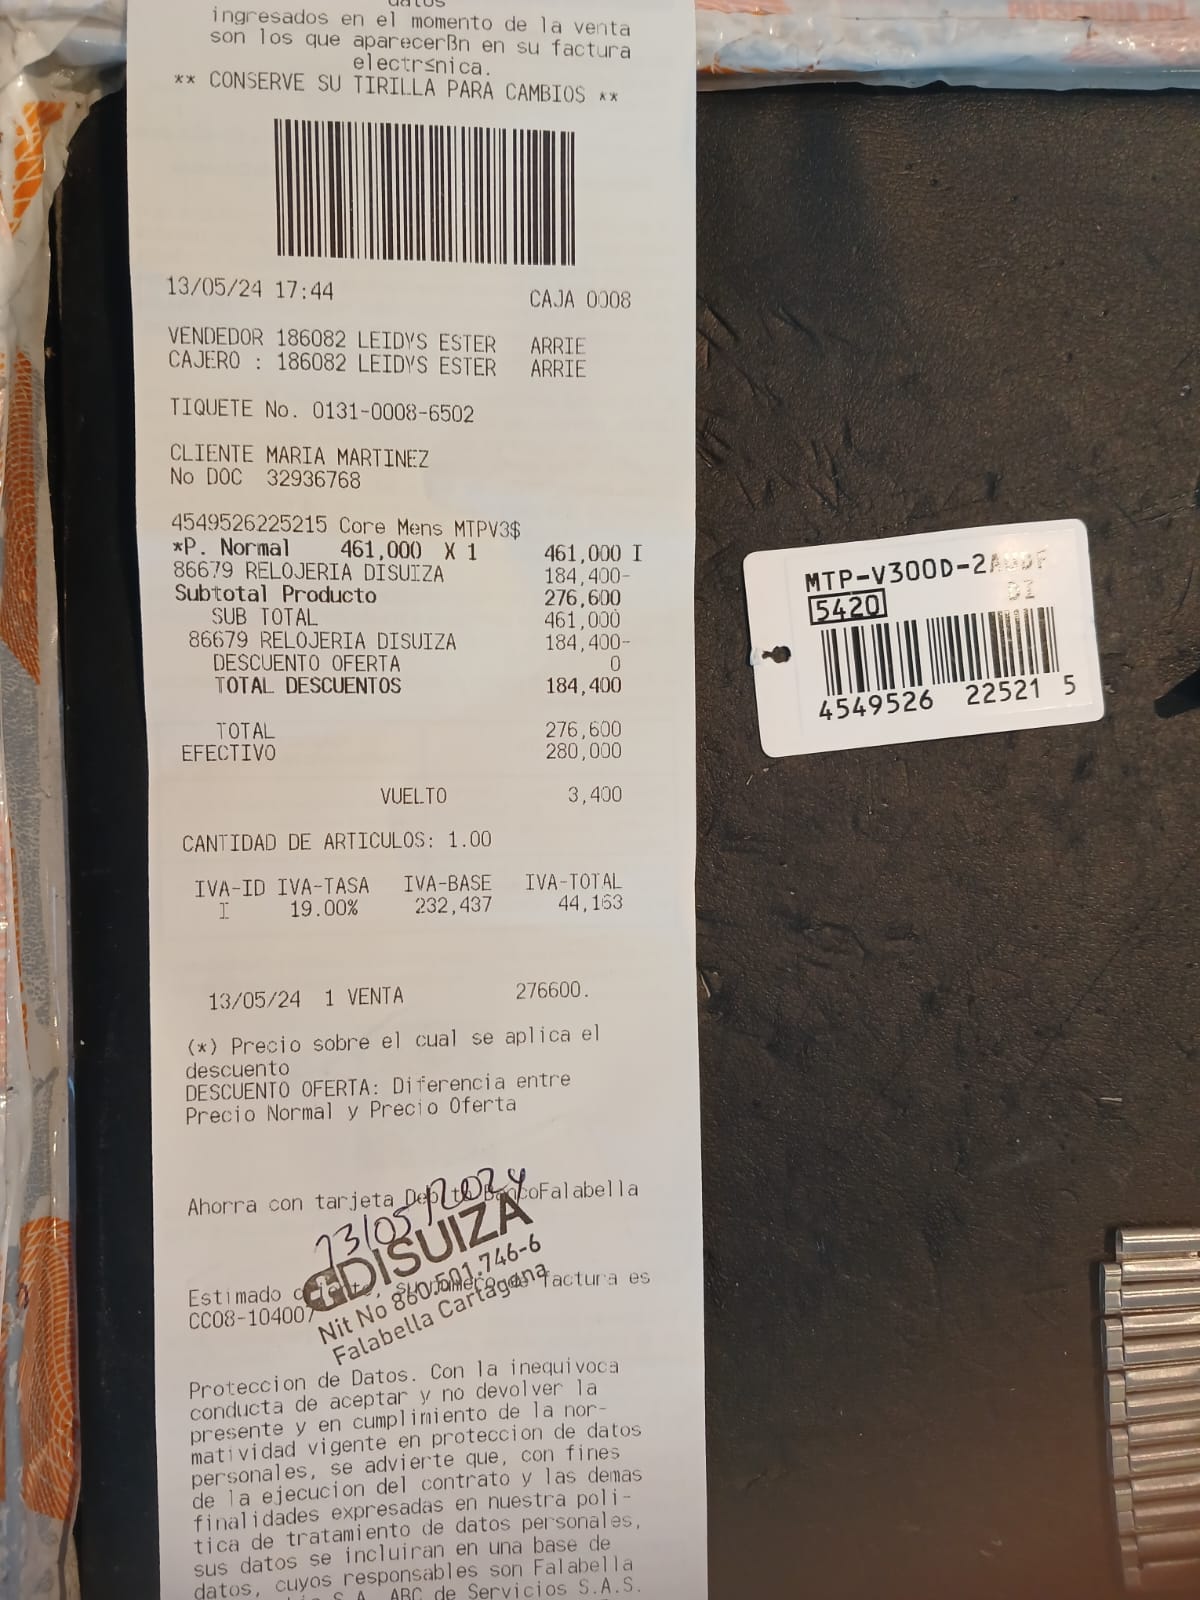 datos
ingresados en el momento de la venta
son los que aparecerßn en su factura
electr≤nica.
** CONSERVE SU TIRILLA PARA CAMBIOS **
13/05/24 17:44 CAJA 0008
VENDEDOR 186082 LEIDYS ESTER ARRIE
CAJERO : 186082 LEIDYS ESTER ARRIE
TIQUETE No. 0131-0008-6502
CLIENTE MARIA MARTINEZ
No DOC 32936768
4549526225215 Core Mens MTPV3$
*P. Normal 461,000 X 1 461,000 I
86679 RELOJERIA DISUIZA 184,400-
Subtotal Producto 276,600
SUB TOTAL 461,000
86679 RELOJERIA DISUIZA 184,400-
DESCUENTO OFERTA 0
TOTAL DESCUENTOS 184,400
TOTAL 276,600
EFECTIVO 280,000
VUELTO 3,400
CANTIDAD DE ARTICULOS: 1.00
IVA-ID IVA-TASA IVA-BASE IVA-TOTAL
I 19.00% 232,437 44,163
13/05/24 1 VENTA 276600.
(*) Precio sobre el cual se aplica el
descuento
DESCUENTO OFERTA: Diferencia entre
Precio Normal y Precio Oferta
Ahorra con tarjeta Debito BancoFalabella
13/05/2024
DISUIZA
Nit No 860.501.746-6
Falabella Cartagena
Estimado cliente, su numero de factura es
CC08-104007
Proteccion de Datos. Con la inequivoca
conducta de aceptar y no devolver la
presente y en cumplimiento de la nor-
matividad vigente en proteccion de datos
personales, se advierte que, con fines
de la ejecucion del contrato y las demas
finalidades expresadas en nuestra poli-
tica de tratamiento de datos personales,
sus datos se incluiran en una base de
datos, cuyos responsables son Falabella
S.A. ABC de Servicios S.A.S.
MTP-V300D-2AUDF
DI
5420
4549526 22521 5